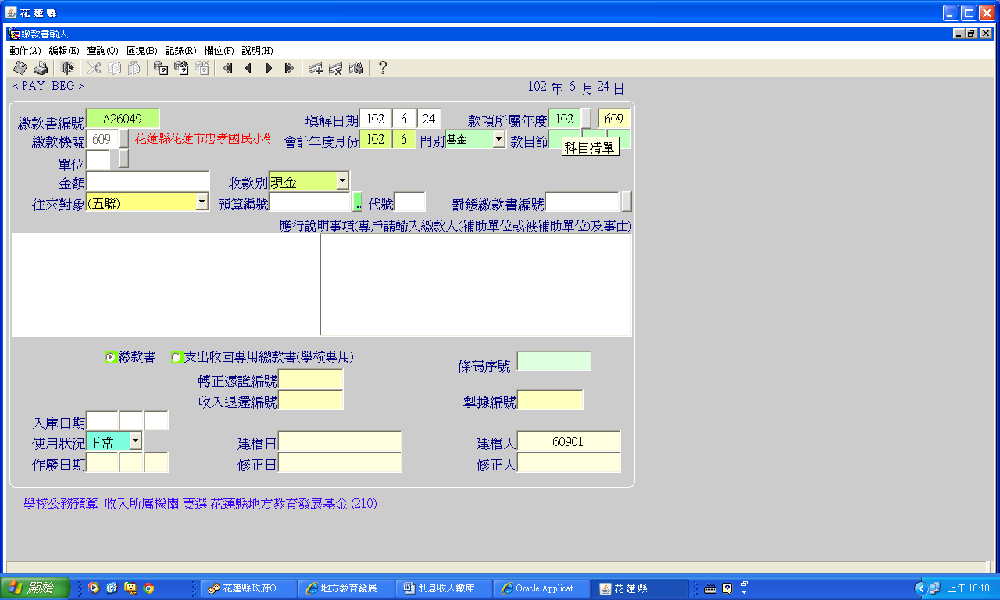 花蓮縣
繳款書輸入
動作(A) 編輯(E) 查詢(Q) 區塊(B) 記錄(R) 欄位(F) 說明(H)
< PAY_BEG > 102 年 6 月 24 日
繳款書編號 A26049 填解日期 102 6 24 款項所屬年度 102 609
繳款機關 609 花蓮縣花蓮市忠孝國民小學 會計年度月份 102 6 門別 基金 款目節
科目清單
單位
金額 收款別 現金
往來對象 (五聯) 預算編號 .. 代號 罰鍰繳款書編號
應行說明事項(專戶請輸入繳款人(補助單位或被補助單位)及事由)
繳款書 支出收回專用繳款書(學校專用) 條碼序號
轉正憑證編號
收入退還編號 掣據編號
入庫日期
使用狀況 正常 建檔日 建檔人 60901
作廢日期 修正日 修正人
學校公務預算 收入所屬機關 要選 花蓮縣地方教育發展基金 (210)
開始 花蓮縣政府O... 地方教育發展... 利息收入繳庫... Oracle Applicat... 花蓮縣 上午 10:10